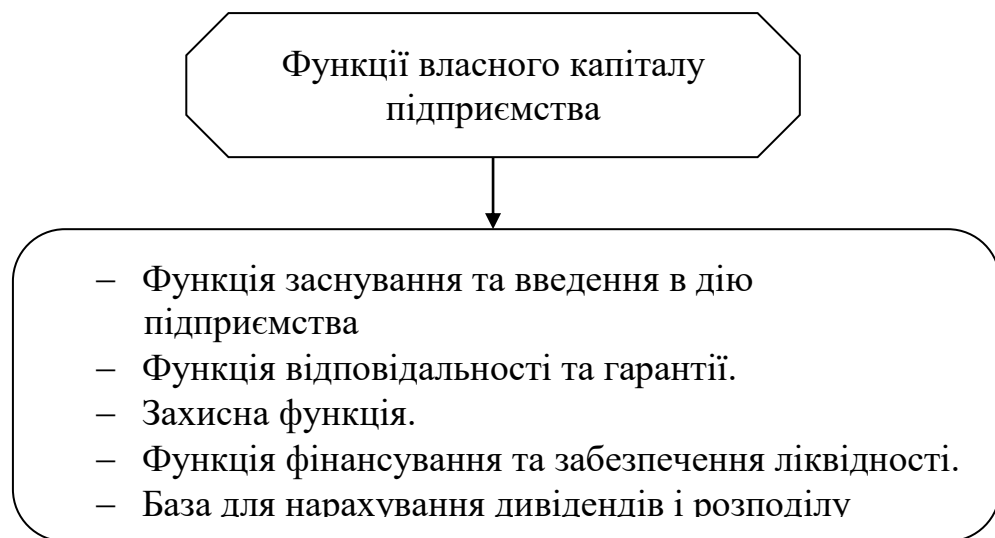 Функції власного капіталу
підприємства
– Функція заснування та введення в дію
підприємства
– Функція відповідальності та гарантії.
– Захисна функція.
– Функція фінансування та забезпечення ліквідності.
– База для нарахування дивідендів і розподілу